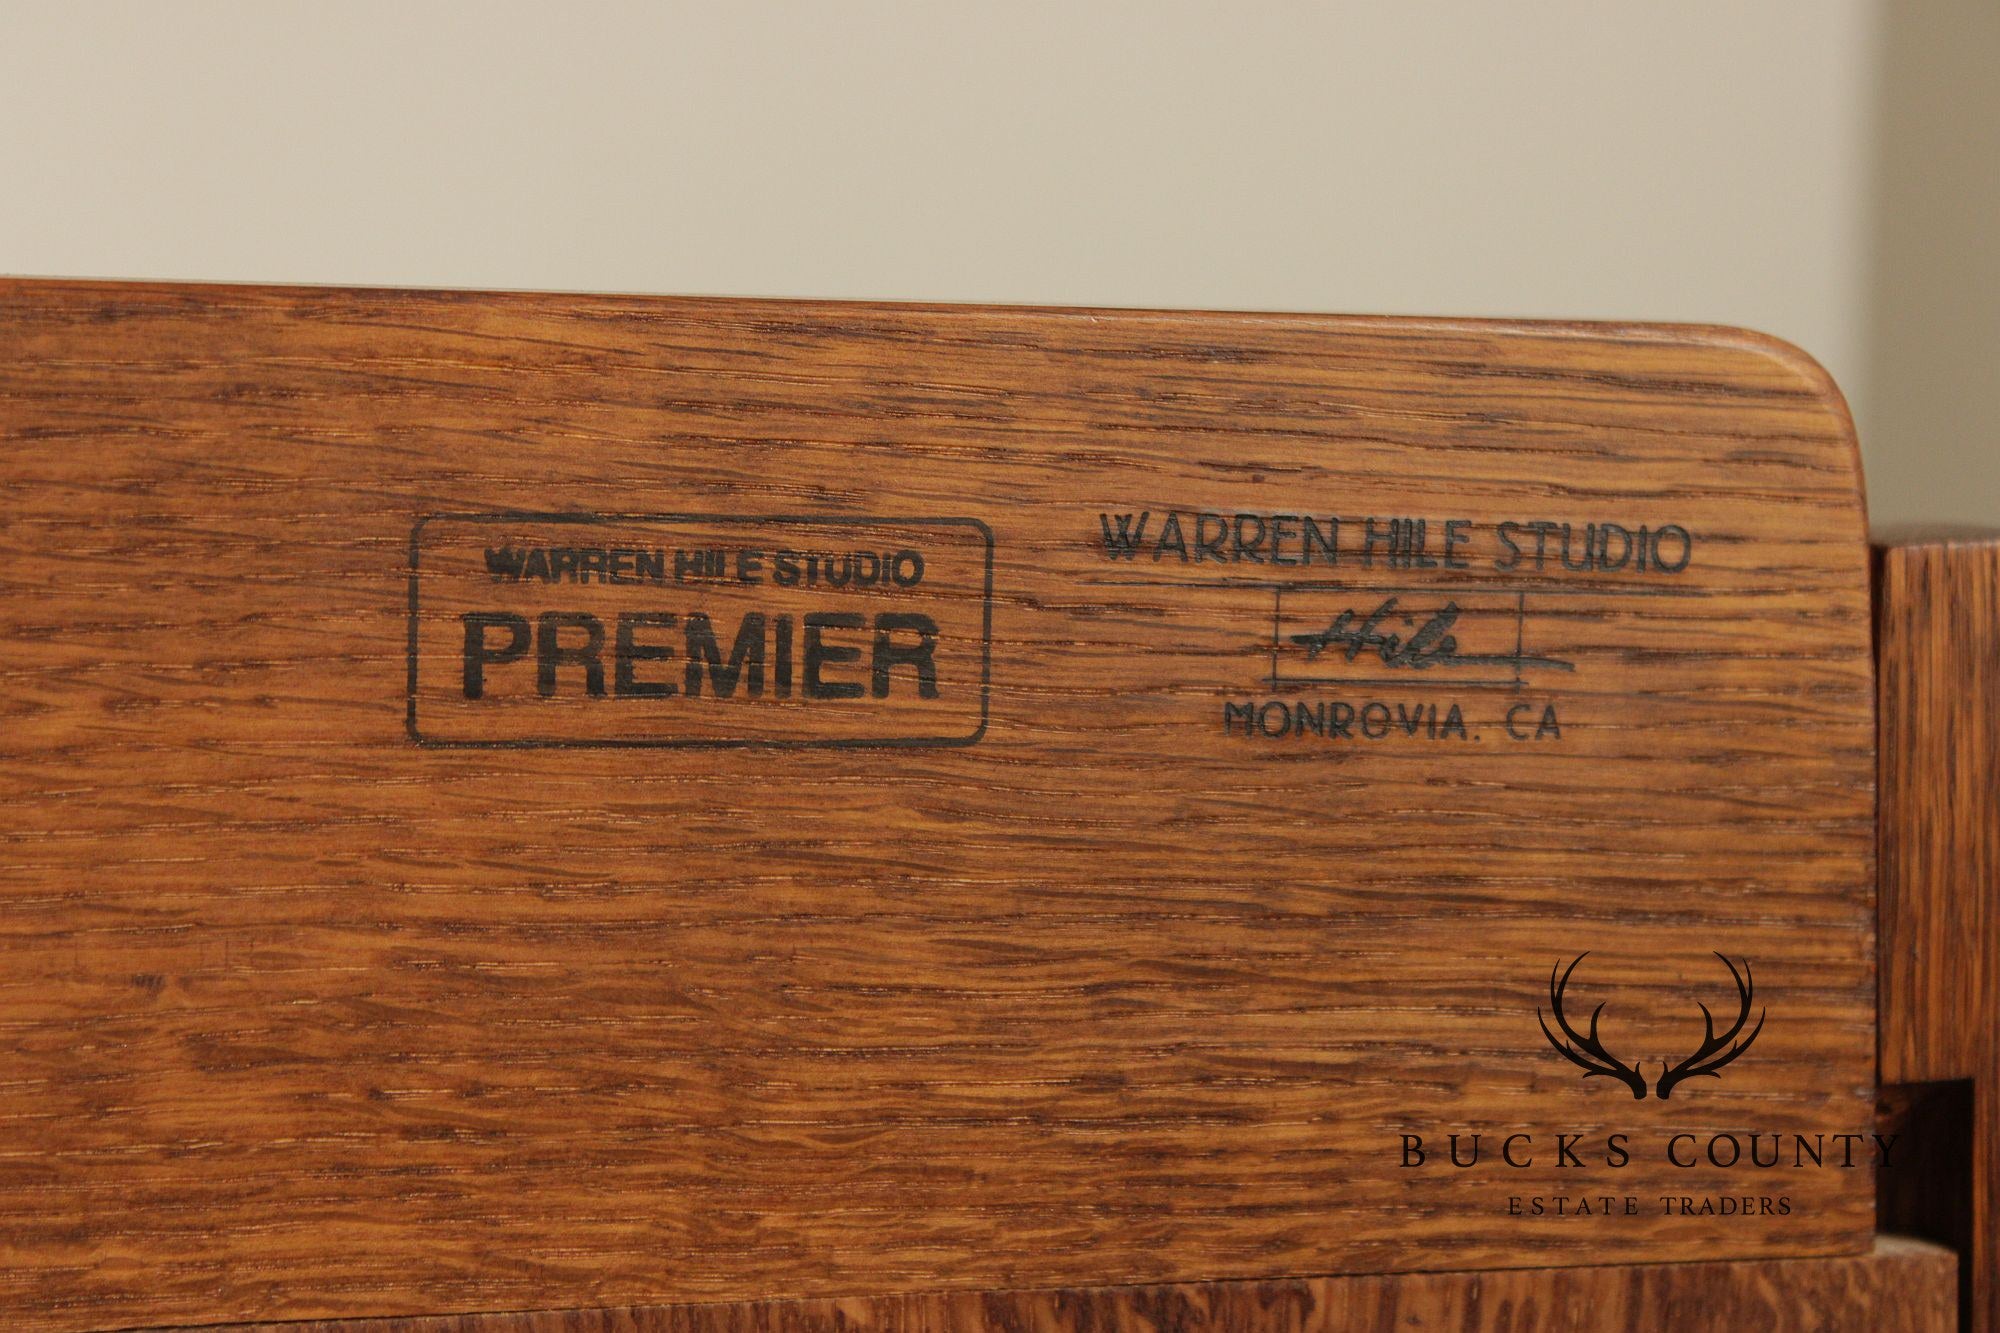 WARREN HILE STUDIO
PREMIER
WARREN HILE STUDIO
Hile
MONROVIA, CA
BUCKS COUNTY
ESTATE TRADERS